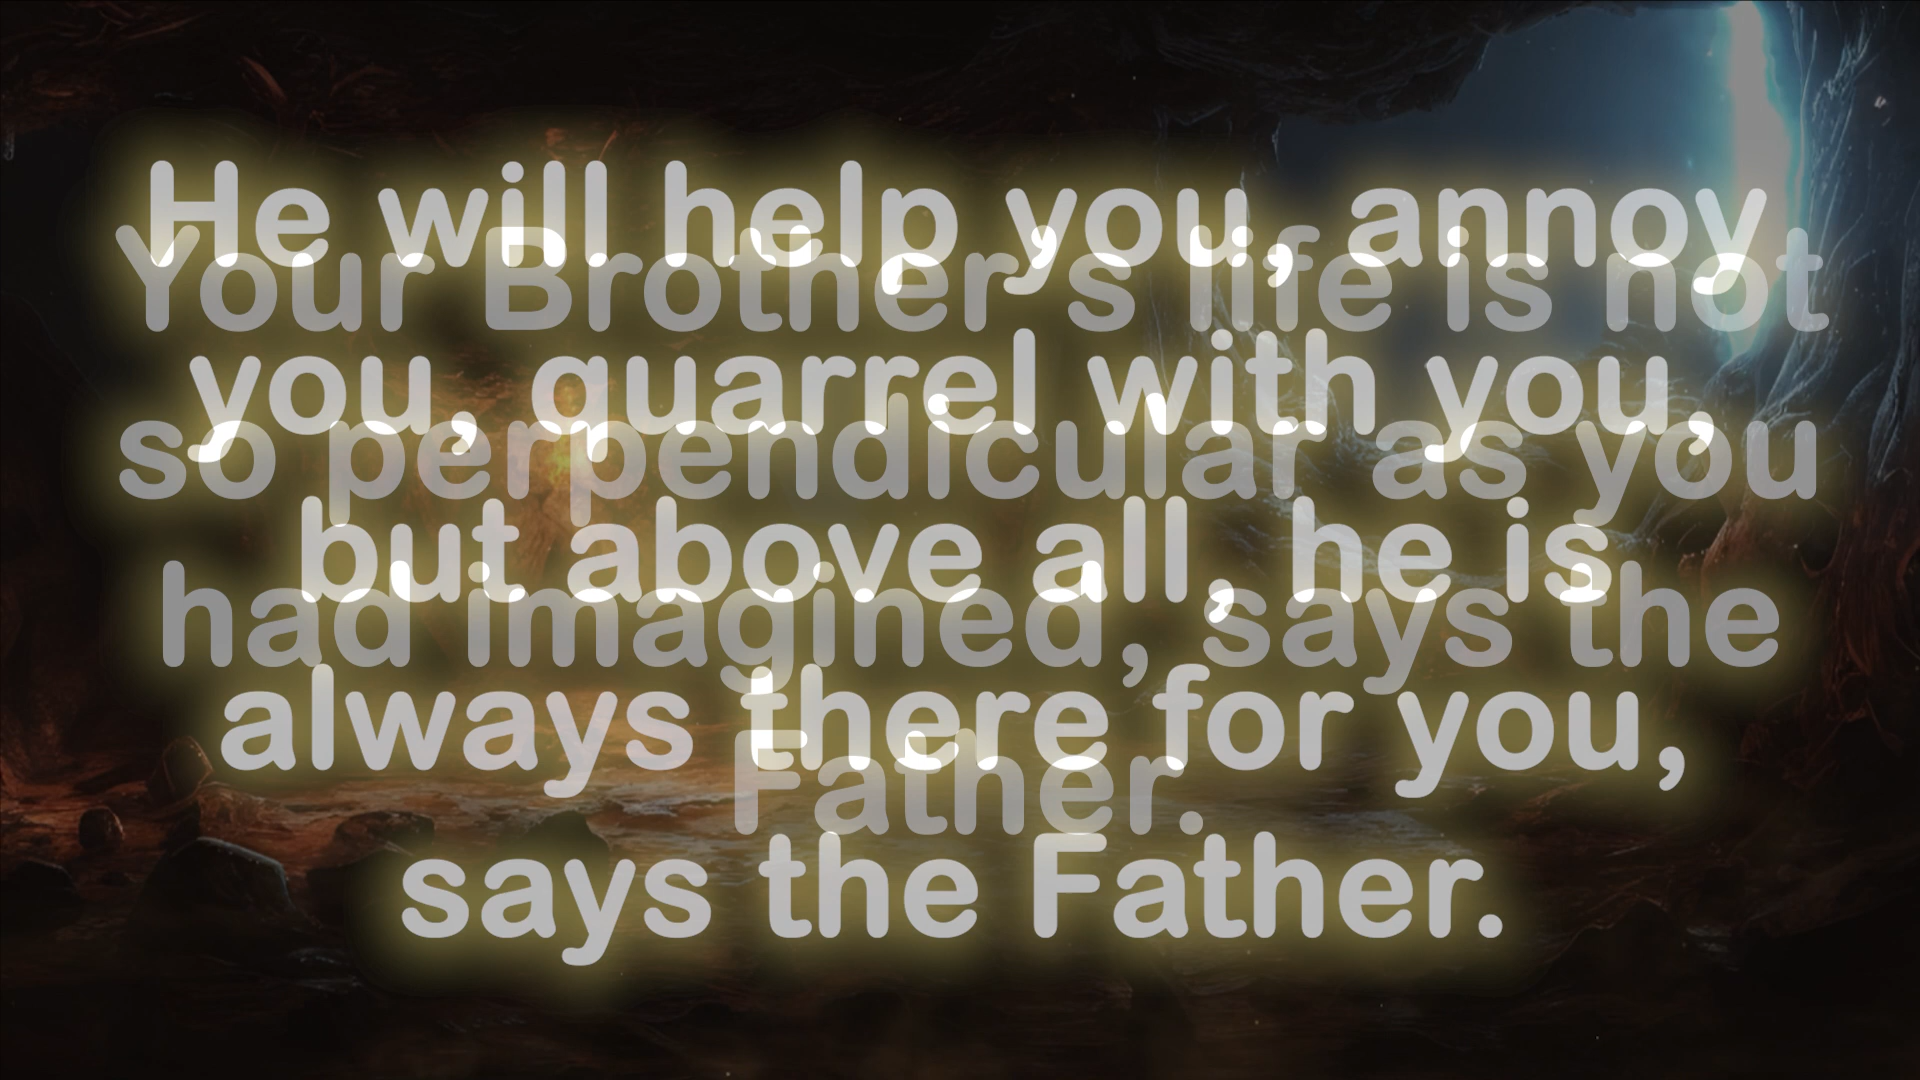 He will help you, annoy
you, quarrel with you,
but above all, he is
always there for you,
says the Father.
Your Brother's life is not
so perpendicular as you
had imagined, says the
Father.